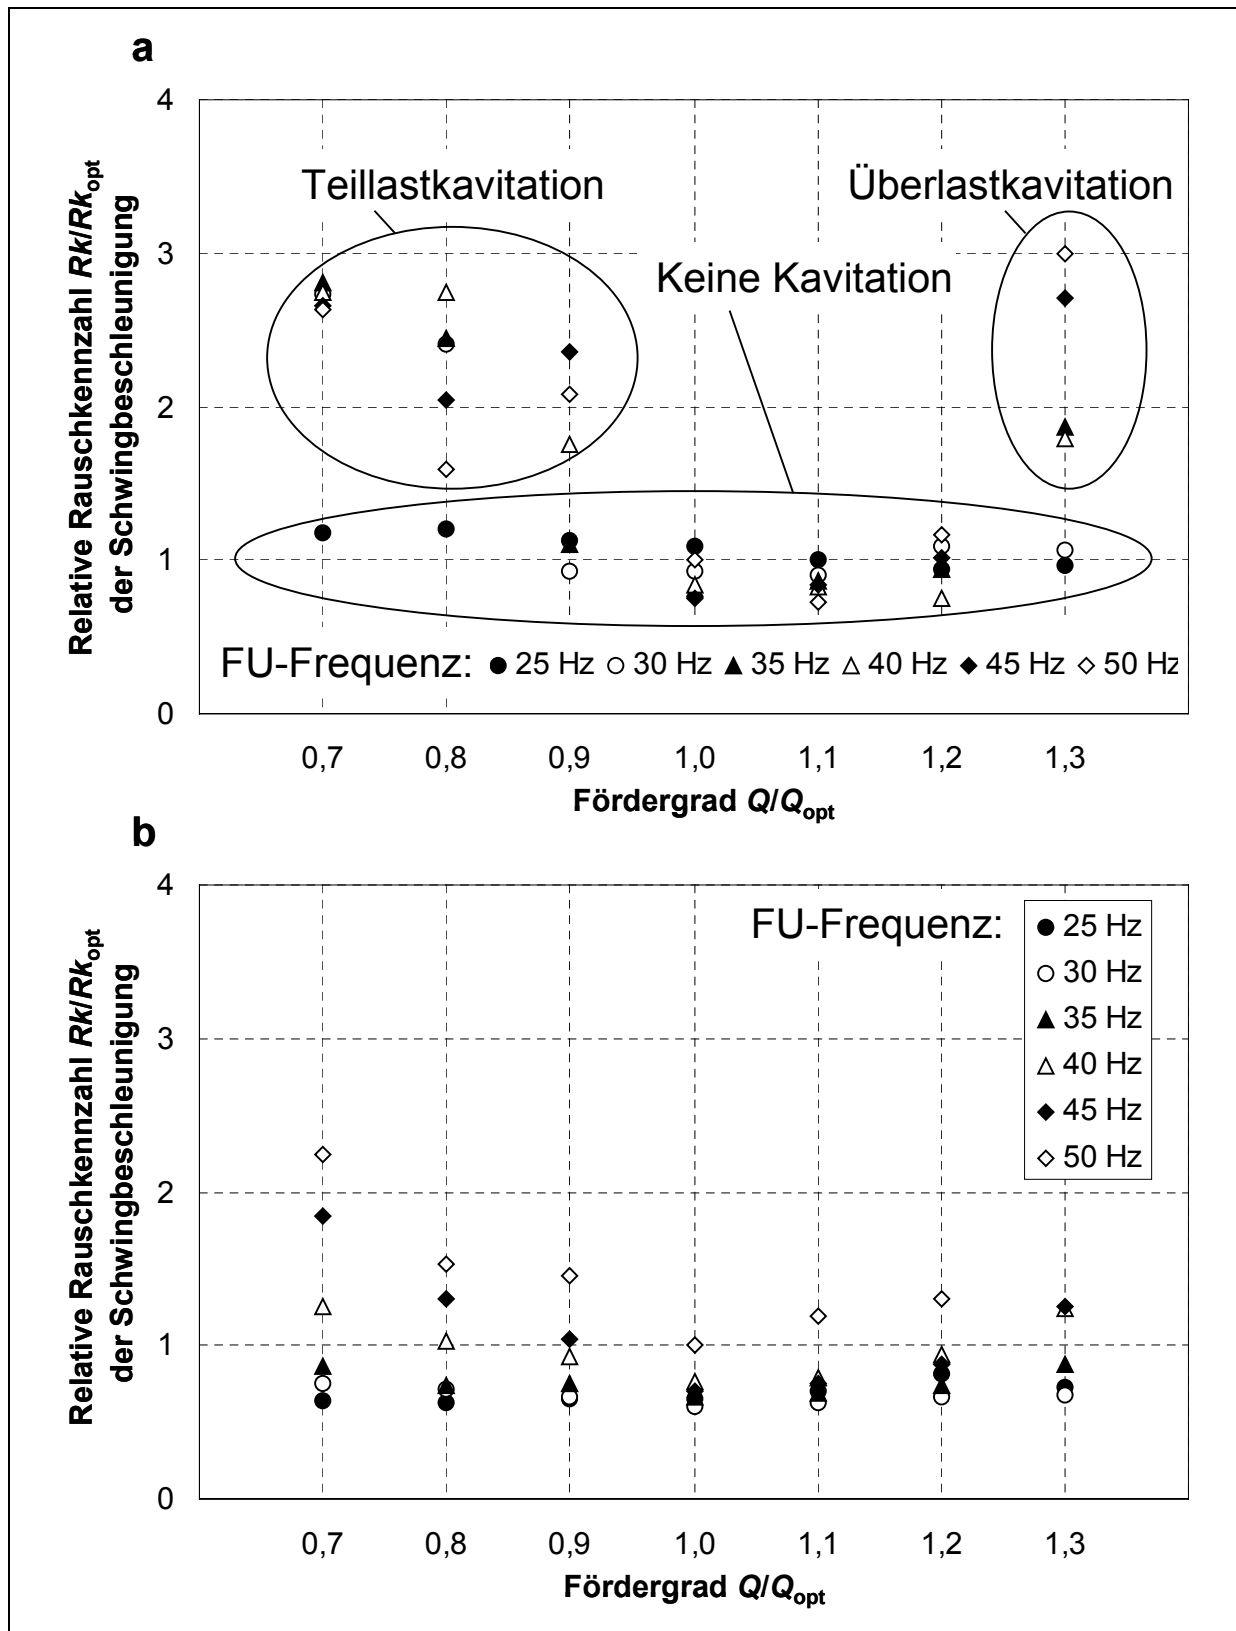 a
Relative Rauschkennzahl Rk/Rkopt
der Schwingbeschleunigung
4
3
2
1
0
Teillastkavitation
Überlastkavitation
Keine Kavitation
FU-Frequenz: 25 Hz 30 Hz 35 Hz 40 Hz 45 Hz 50 Hz
0,7 0,8 0,9 1,0 1,1 1,2 1,3
Fördergrad Q/Qopt
b
Relative Rauschkennzahl Rk/Rkopt
der Schwingbeschleunigung
4
3
2
1
0
FU-Frequenz:
25 Hz
30 Hz
35 Hz
40 Hz
45 Hz
50 Hz
0,7 0,8 0,9 1,0 1,1 1,2 1,3
Fördergrad Q/Qopt